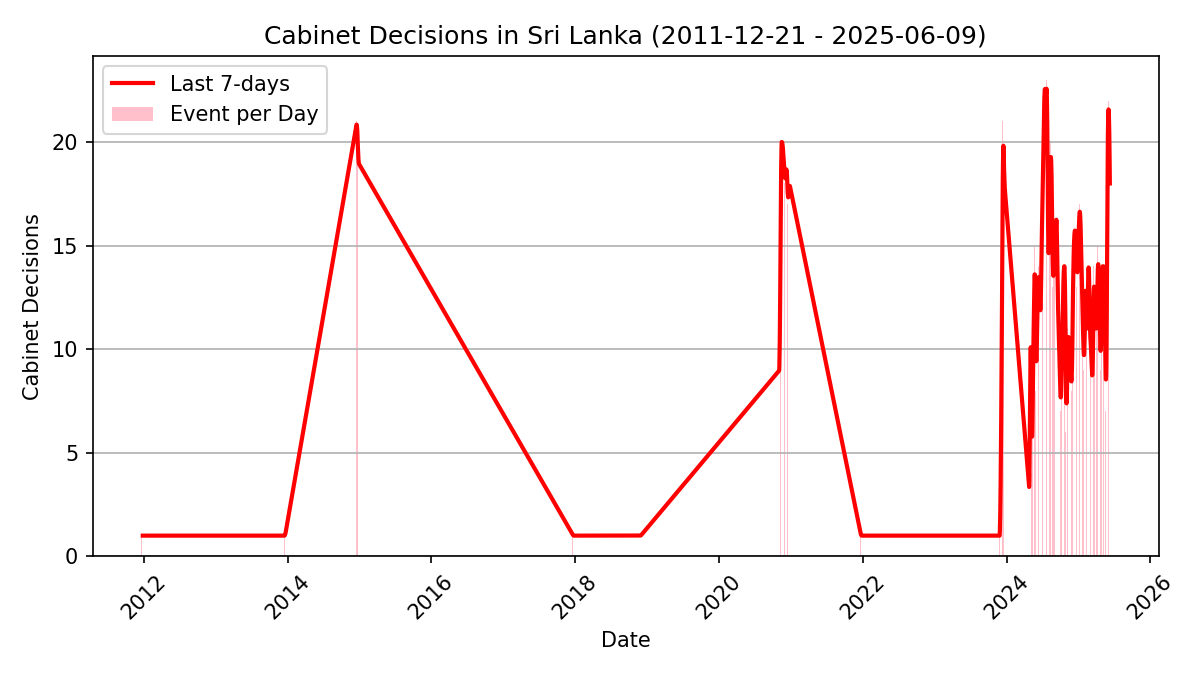 Cabinet Decisions in Sri Lanka (2011-12-21 - 2025-06-09)
Last 7-days
Event per Day
Cabinet Decisions
20
15
10
5
0
2012
2014
2016
2018
2020
2022
2024
2026
Date